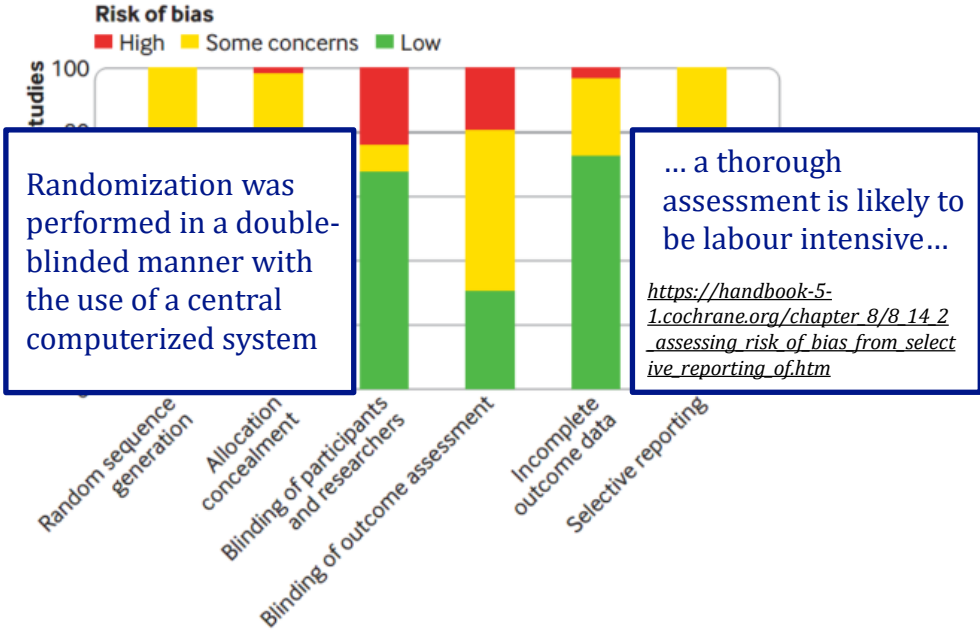 Risk of bias
High Some concerns Low
tudies
100
Randomization was
performed in a double-
blinded manner with
the use of a central
computerized system
… a thorough
assessment is likely to
be labour intensive…
https://handbook-5-
1.cochrane.org/chapter_8/8_14_2
_assessing_risk_of_bias_from_select
ive_reporting_of.htm
Random sequence
generation
Allocation
concealment
Blinding of participants
and researchers
Blinding of outcome assessment
Incomplete
outcome data
Selective reporting